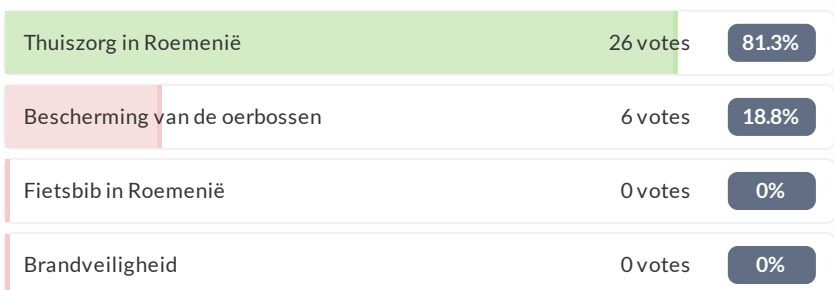 Thuiszorg in Roemenië 26 votes 81.3%
Bescherming van de oerbossen 6 votes 18.8%
Fietsbib in Roemenië 0 votes 0%
Brandveiligheid 0 votes 0%